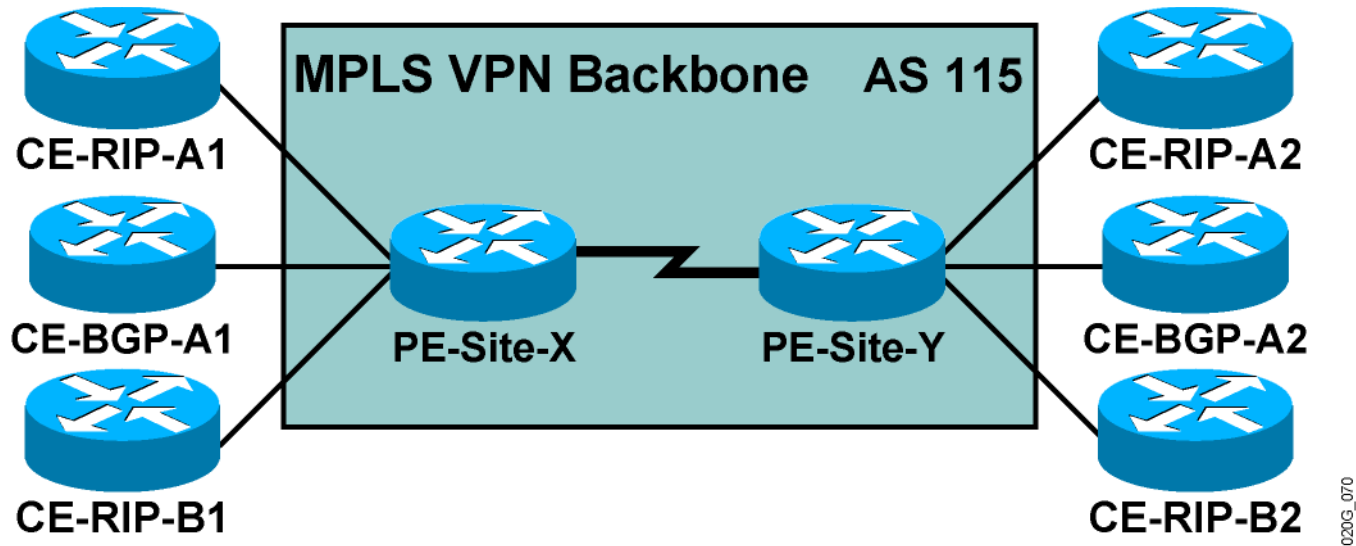 MPLS VPN Backbone AS 115
CE-RIP-A1
CE-RIP-A2
CE-BGP-A1
PE-Site-X
PE-Site-Y
CE-BGP-A2
CE-RIP-B1
CE-RIP-B2
020G_070